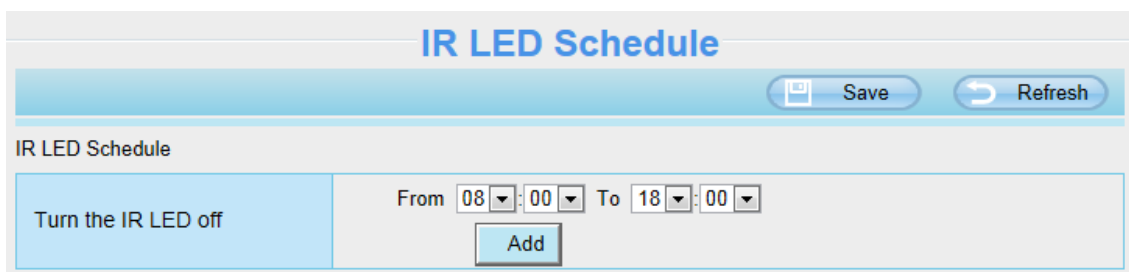 IR LED Schedule
Save Refresh
IR LED Schedule
Turn the IR LED off From 08 : 00 To 18 : 00
Add